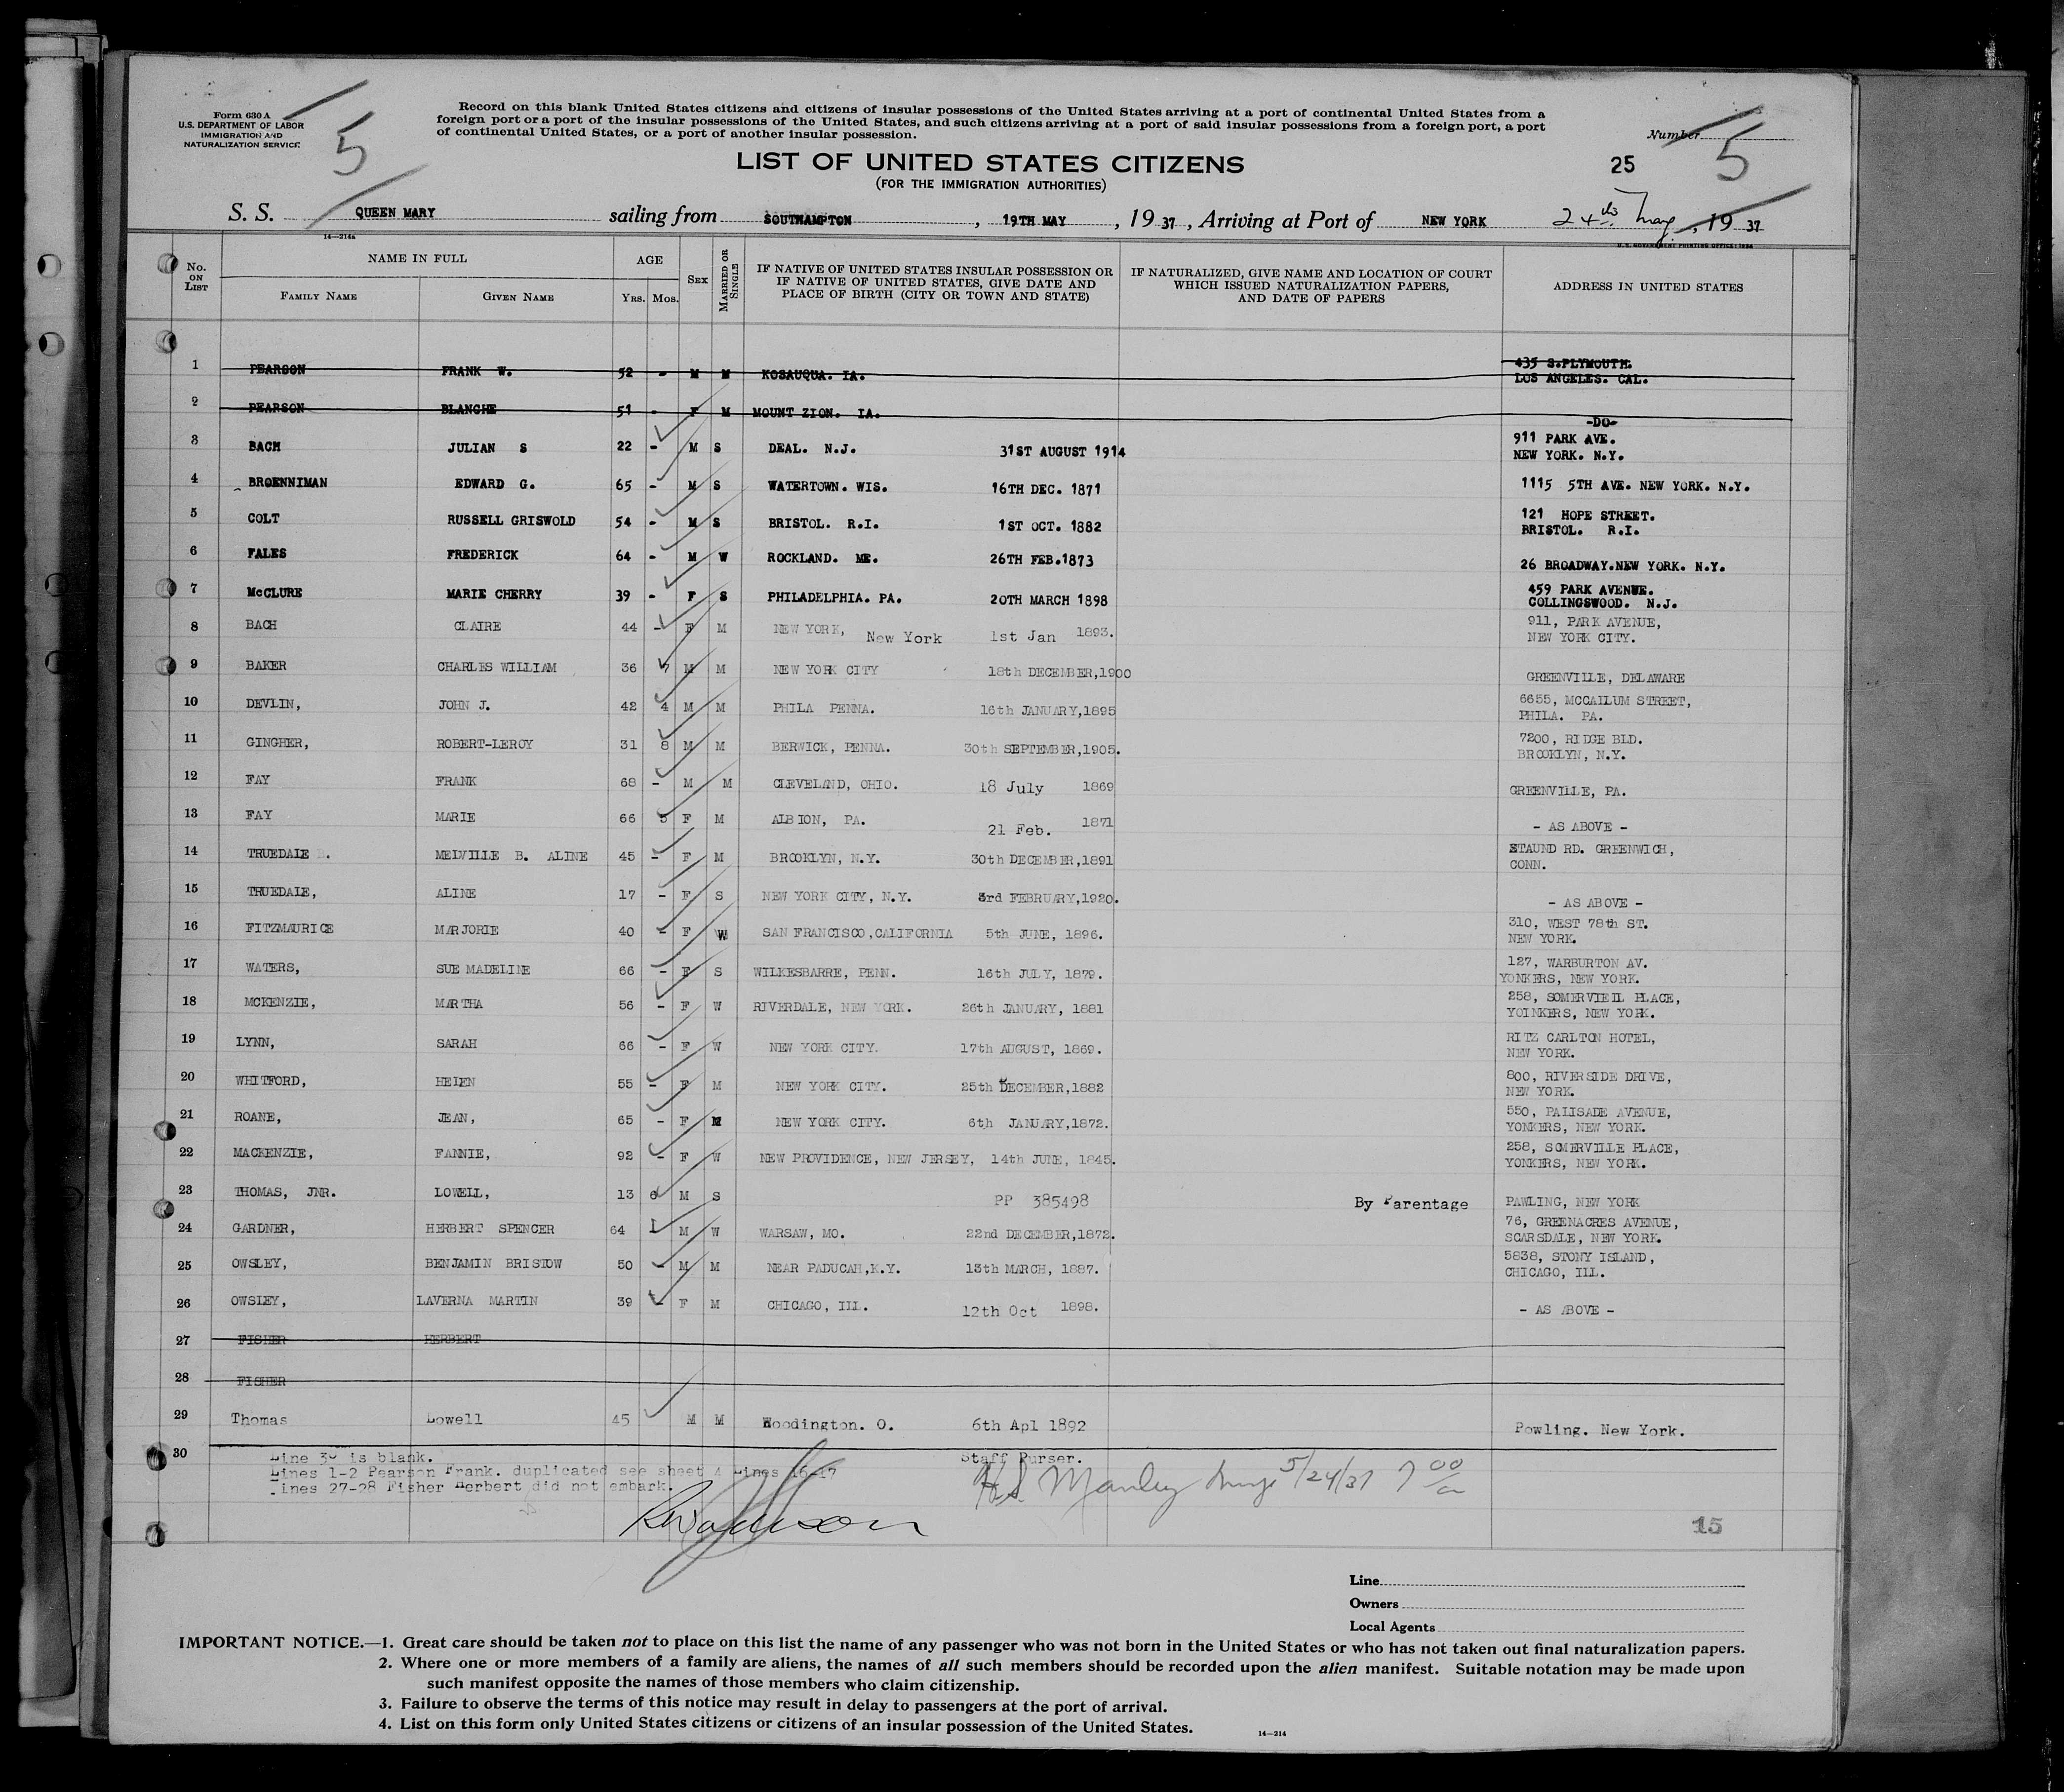 Form 630 A
U.S. DEPARTMENT OF LABOR
IMMIGRATION AND
NATURALIZATION SERVICE
5
Record on this blank United States citizens and citizens of insular possessions of the United States arriving at a port of continental United States from a
foreign port or a port of the insular possessions of the United States, and such citizens arriving at a port of said insular possessions from a foreign port, a port
of continental United States, or a port of another insular possession.
Number
5
LIST OF UNITED STATES CITIZENS
25
(FOR THE IMMIGRATION AUTHORITIES)
S. S. QUEEN MARY sailing from SOUTHAMPTON, 19TH MAY, 19 37, Arriving at Port of NEW YORK 24th May, 19 37
14—214a
U. S. GOVERNMENT PRINTING OFFICE: 1936
No. ON LIST
NAME IN FULL
FAMILY NAME GIVEN NAME
AGE
YRS. MOS.
SEX
MARRIED OR SINGLE
IF NATIVE OF UNITED STATES INSULAR POSSESSION OR
IF NATIVE OF UNITED STATES, GIVE DATE AND
PLACE OF BIRTH (CITY OR TOWN AND STATE)
IF NATURALIZED, GIVE NAME AND LOCATION OF COURT
WHICH ISSUED NATURALIZATION PAPERS,
AND DATE OF PAPERS
ADDRESS IN UNITED STATES
1 PEARSON FRANK W. 52 - M M KOSAUQUA. IA. 435 S.PLYMOUTH.
LOS ANGELES. CAL.
2 PEARSON BLANCHE 51 - F M MOUNT ZION. IA. -DO-
3 BACH JULIAN S 22 - M S DEAL. N.J. 31ST AUGUST 1914 911 PARK AVE.
NEW YORK. N.Y.
4 BROENNIMAN EDWARD G. 65 - M S WATERTOWN. WIS. 16TH DEC. 1871 1115 5TH AVE. NEW YORK. N.Y.
5 COLT RUSSELL GRISWOLD 54 - M S BRISTOL. R.I. 1ST OCT. 1882 121 HOPE STREET.
BRISTOL. R.I.
6 FALES FREDERICK 64 - M W ROCKLAND. ME. 26TH FEB.1873 26 BROADWAY.NEW YORK. N.Y.
7 McCLURE MARIE CHERRY 39 - F S PHILADELPHIA. PA. 20TH MARCH 1898 459 PARK AVENUE.
COLLINGSWOOD. N.J.
8 BACH CLAIRE 44 - F M NEW YORK, New York 1st Jan 1893. 911, PARK AVENUE,
NEW YORK CITY.
9 BAKER CHARLES WILLIAM 36 7 M M NEW YORK CITY 18th DECEMBER,1900 GREENVILLE, DELAWARE
10 DEVLIN, JOHN J. 42 4 M M PHILA PENNA. 16th JANUARY,1895 6655, MCCAILUM STREET,
PHILA. PA.
11 GINGHER, ROBERT-LEROY 31 8 M M BERWICK, PENNA. 30th SEPTEMBER,1905. 7200, RIDGE BLD.
BROOKLYN, N.Y.
12 FAY FRANK 68 - M M CLEVELAND, OHIO. 18 July 1869 GREENVILLE, PA.
13 FAY MARIE 66 5 F M ALBION, PA. 21 Feb. 1871 - AS ABOVE -
14 TRUEDALE B. MELVILLE B. ALINE 45 - F M BROOKLYN, N.Y. 30th DECEMBER,1891 STAUND RD. GREENWICH,
CONN.
15 TRUEDALE, ALINE 17 - F S NEW YORK CITY, N.Y. 3rd FEBRUARY,1920. - AS ABOVE -
16 FITZMAURICE MARJORIE 40 - F W SAN FRANCISCO,CALIFORNIA 5th JUNE, 1896. 310, WEST 78th ST.
NEW YORK.
17 WATERS, SUE MADELINE 66 - F S WILKESBARRE, PENN. 16th JULY, 1879. 127, WARBURTON AV.
YONKERS, NEW YORK.
18 MCKENZIE, MARTHA 56 - F W RIVERDALE, NEW YORK. 26th JANUARY, 1881 258, SOMERVIEIL PLACE,
YOINKERS, NEW YORK.
19 LYNN, SARAH 66 - F W NEW YORK CITY. 17th AUGUST, 1869. RITZ CARLTON HOTEL,
NEW YORK.
20 WHITFORD, HELEN 55 - F M NEW YORK CITY. 25th DECEMBER,1882 800, RIVERSIDE DRIVE,
NEW YORK.
21 ROANE, JEAN, 65 - F M NEW YORK CITY. 6th JANUARY,1872. 550, PALISADE AVENUE,
YONKERS, NEW YORK.
22 MACKENZIE, FANNIE, 92 - F W NEW PROVIDENCE, NEW JERSEY, 14th JUNE, 1845. 258, SOMERVILLE PLACE,
YONKERS, NEW YORK.
23 THOMAS, JNR. LOWELL, 13 M S PP 385498 By Parentage PAWLING, NEW YORK
24 GARDNER, HERBERT SPENCER 64 M W WARSAW, MO. 22nd DECEMBER,1872. 76, GREENACRES AVENUE,
SCARSDALE, NEW YORK.
25 OWSLEY, BENJAMIN BRISTOW 50 - M M NEAR PADUCAH,K.Y. 13th MARCH, 1887. 5838, STONY ISLAND,
CHICAGO, ILL.
26 OWSLEY, LAVERNA MARTIN 39 - F M CHICAGO, ILL. 12th Oct 1898. - AS ABOVE -
27 FISHER HERBERT
28 FISHER
29 Thomas Lowell 45 M M Woodington. O. 6th Apl 1892 Powling. New York.
30
Line 30 is blank.
Lines 1-2 Pearson Frank. duplicated see sheet 4 Lines 16-17
Lines 27-28 Fisher Herbert did not embark.
Staff Purser.
H S Manley 5/24/37 7 00
15
Line
Owners
Local Agents
IMPORTANT NOTICE.—1. Great care should be taken not to place on this list the name of any passenger who was not born in the United States or who has not taken out final naturalization papers.
2. Where one or more members of a family are aliens, the names of all such members should be recorded upon the alien manifest. Suitable notation may be made upon
such manifest opposite the names of those members who claim citizenship.
3. Failure to observe the terms of this notice may result in delay to passengers at the port of arrival.
4. List on this form only United States citizens or citizens of an insular possession of the United States.
14—214